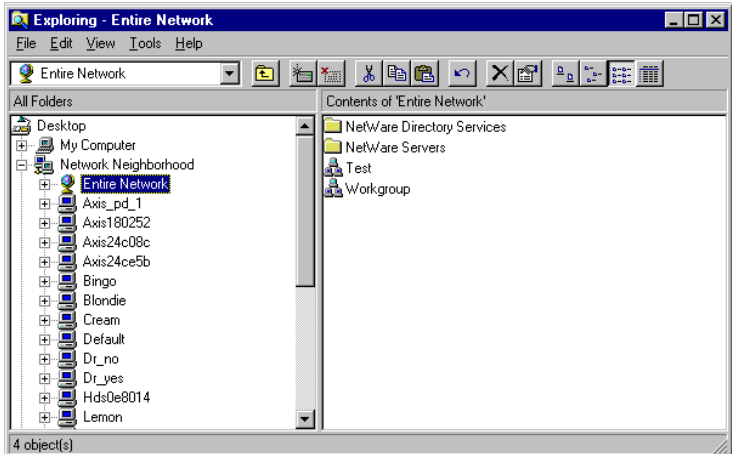 Exploring - Entire Network
File Edit View Tools Help
Entire Network
All Folders
Contents of 'Entire Network'
Desktop
My Computer
Network Neighborhood
Entire Network
Axis_pd_1
Axis180252
Axis24c08c
Axis24ce5b
Bingo
Blondie
Cream
Default
Dr_no
Dr_yes
Hds0e8014
Lemon
NetWare Directory Services
NetWare Servers
Test
Workgroup
4 object(s)